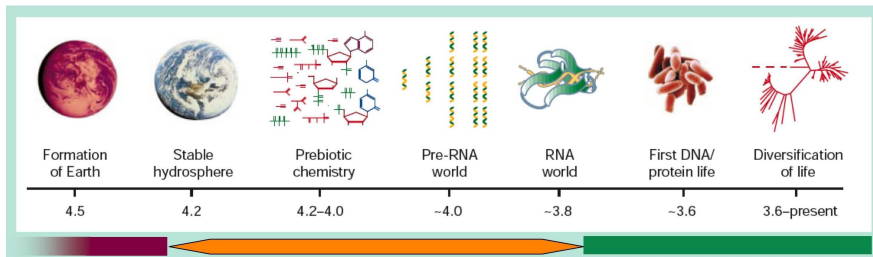 Formation
of Earth
Stable
hydrosphere
Prebiotic
chemistry
Pre-RNA
world
RNA
world
First DNA/
protein life
Diversification
of life
4.5
4.2
4.2–4.0
~4.0
~3.8
~3.6
3.6–present